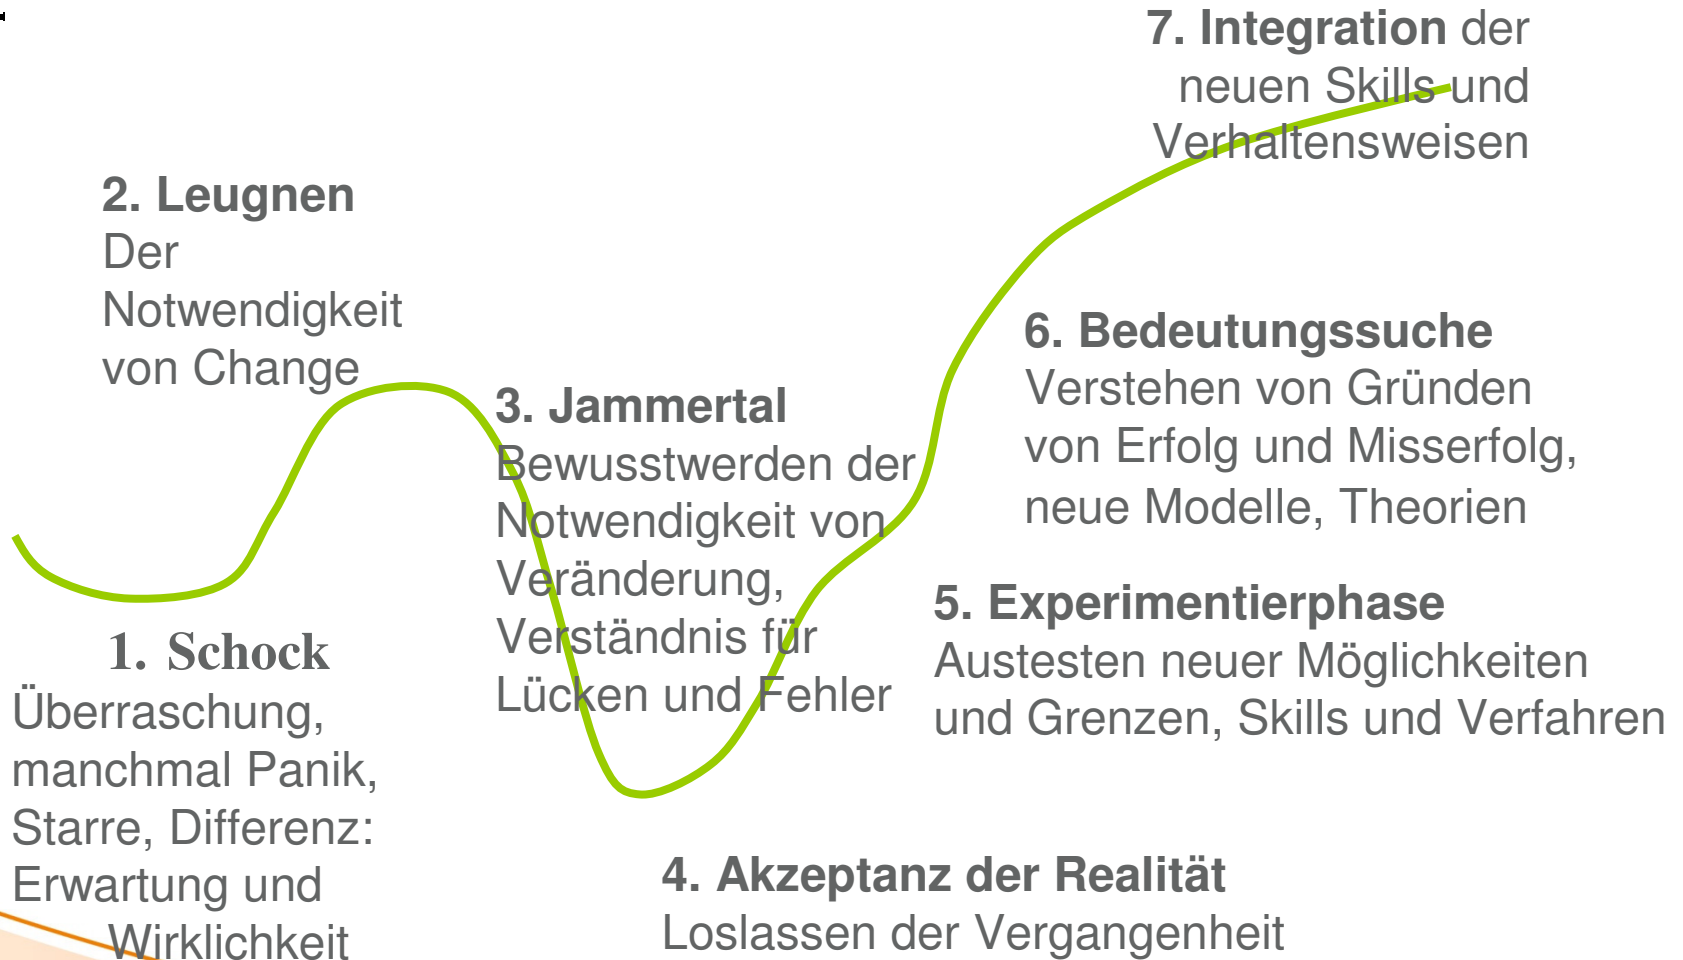 1. Schock
Überraschung,
manchmal Panik,
Starre, Differenz:
Erwartung und
Wirklichkeit
2. Leugnen
Der
Notwendigkeit
von Change
3. Jammertal
Bewusstwerden der
Notwendigkeit von
Veränderung,
Verständnis für
Lücken und Fehler
4. Akzeptanz der Realität
Loslassen der Vergangenheit
5. Experimentierphase
Austesten neuer Möglichkeiten
und Grenzen, Skills und Verfahren
6. Bedeutungssuche
Verstehen von Gründen
von Erfolg und Misserfolg,
neue Modelle, Theorien
7. Integration der
neuen Skills und
Verhaltensweisen